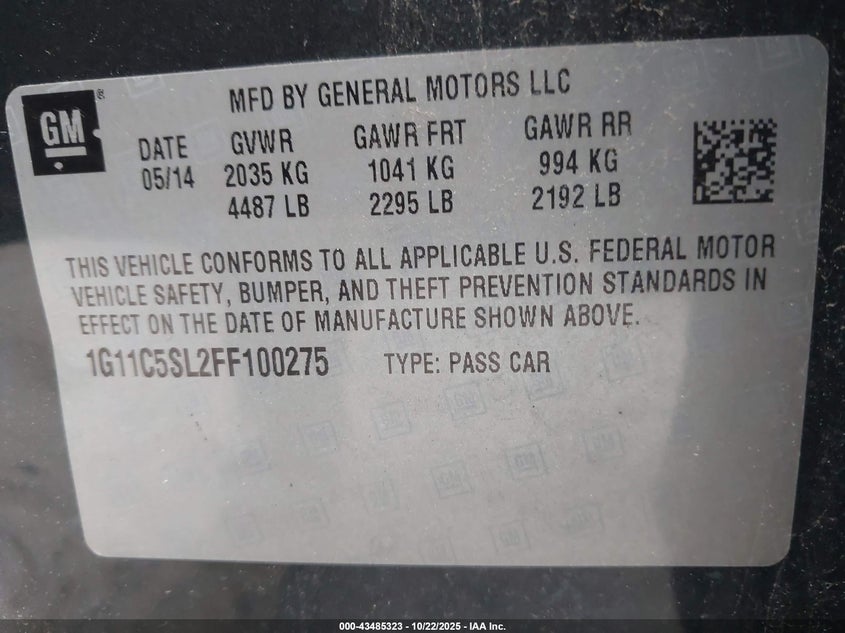 GM ®
MFD BY GENERAL MOTORS LLC
DATE GVWR GAWR FRT GAWR RR
05/14 2035 KG 1041 KG 994 KG
4487 LB 2295 LB 2192 LB
THIS VEHICLE CONFORMS TO ALL APPLICABLE U.S. FEDERAL MOTOR
VEHICLE SAFETY, BUMPER, AND THEFT PREVENTION STANDARDS IN
EFFECT ON THE DATE OF MANUFACTURE SHOWN ABOVE.
1G11C5SL2FF100275 TYPE: PASS CAR
000-43485323 - 10/22/2025 - IAA Inc.